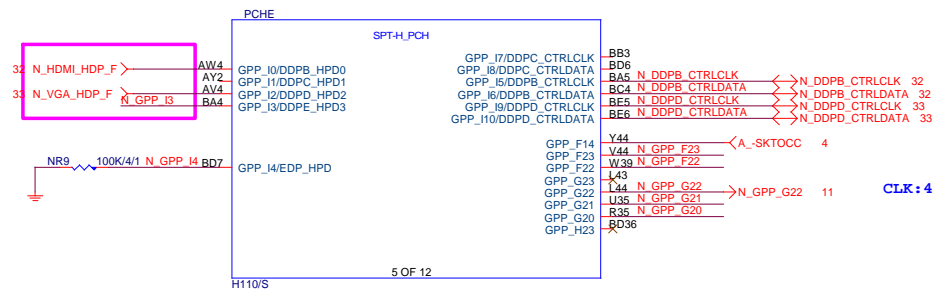 PCHE
SPT-H_PCH
32 N_HDMI_HDP_F AW4 GPP_I0/DDPB_HPD0
AY2 GPP_I1/DDPC_HPD1
33 N_VGA_HDP_F AV4 GPP_I2/DDPD_HPD2
N_GPP_I3 BA4 GPP_I3/DDPE_HPD3
NR9 100K/4/1 N_GPP_I4 BD7 GPP_I4/EDP_HPD
GPP_I7/DDPC_CTRLCLK BB3
GPP_I8/DDPC_CTRLDATA BD6
GPP_I5/DDPB_CTRLCLK BA5 N_DDPB_CTRLCLK N_DDPB_CTRLCLK 32
GPP_I6/DDPB_CTRLDATA BC4 N_DDPB_CTRLDATA N_DDPB_CTRLDATA 32
GPP_I9/DDPD_CTRLCLK BE5 N_DDPD_CTRLCLK N_DDPD_CTRLCLK 33
GPP_I10/DDPD_CTRLDATA BE6 N_DDPD_CTRLDATA N_DDPD_CTRLDATA 33
GPP_F14 Y44 A_-SKTOCC 4
GPP_F23 V44 N_GPP_F23
GPP_F22 W39 N_GPP_F22
GPP_G23 L43
GPP_G22 L44 N_GPP_G22 N_GPP_G22 11
GPP_G21 U35 N_GPP_G21
GPP_G20 R35 N_GPP_G20
GPP_H23 BD36
CLK:4
5 OF 12
H110/S